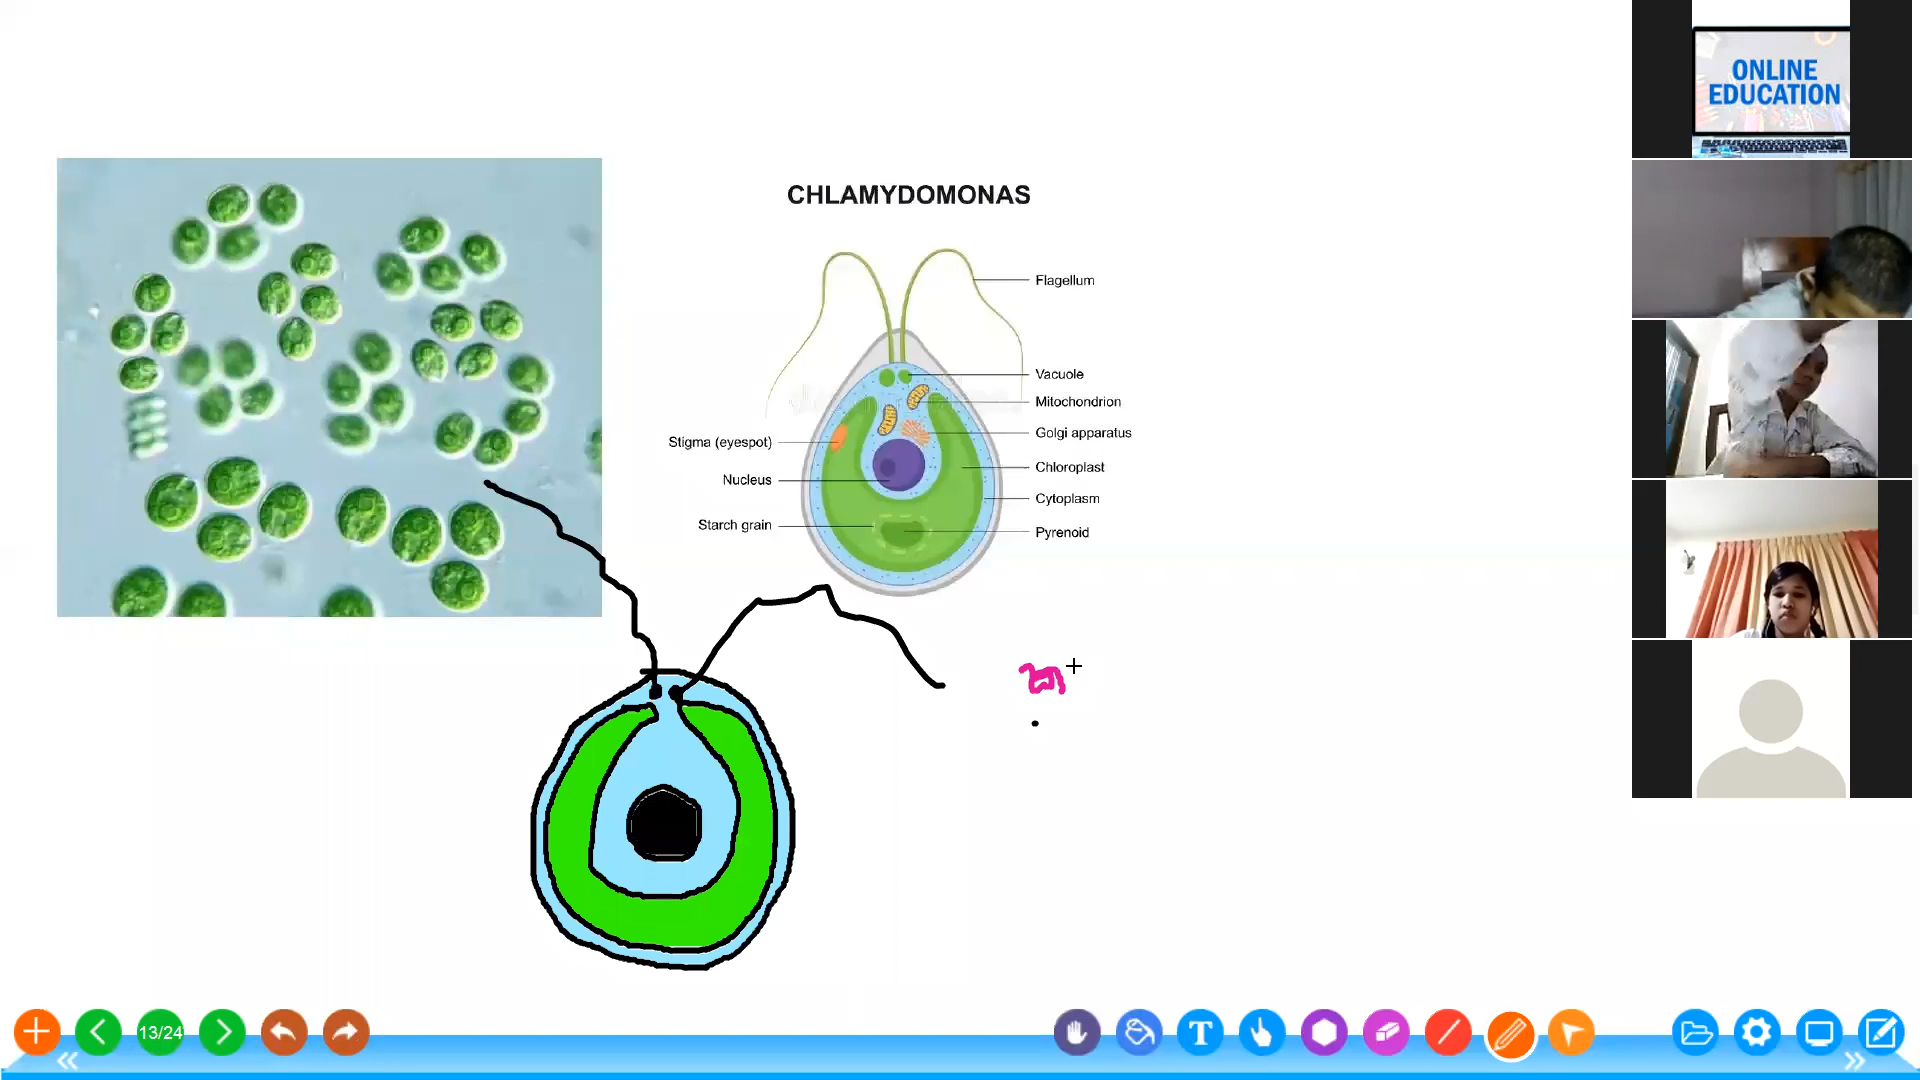 ONLINE
EDUCATION
CHLAMYDOMONAS
Flagellum
Vacuole
Mitochondrion
Golgi apparatus
Chloroplast
Cytoplasm
Pyrenoid
Stigma (eyespot)
Nucleus
Starch grain
13/24
T